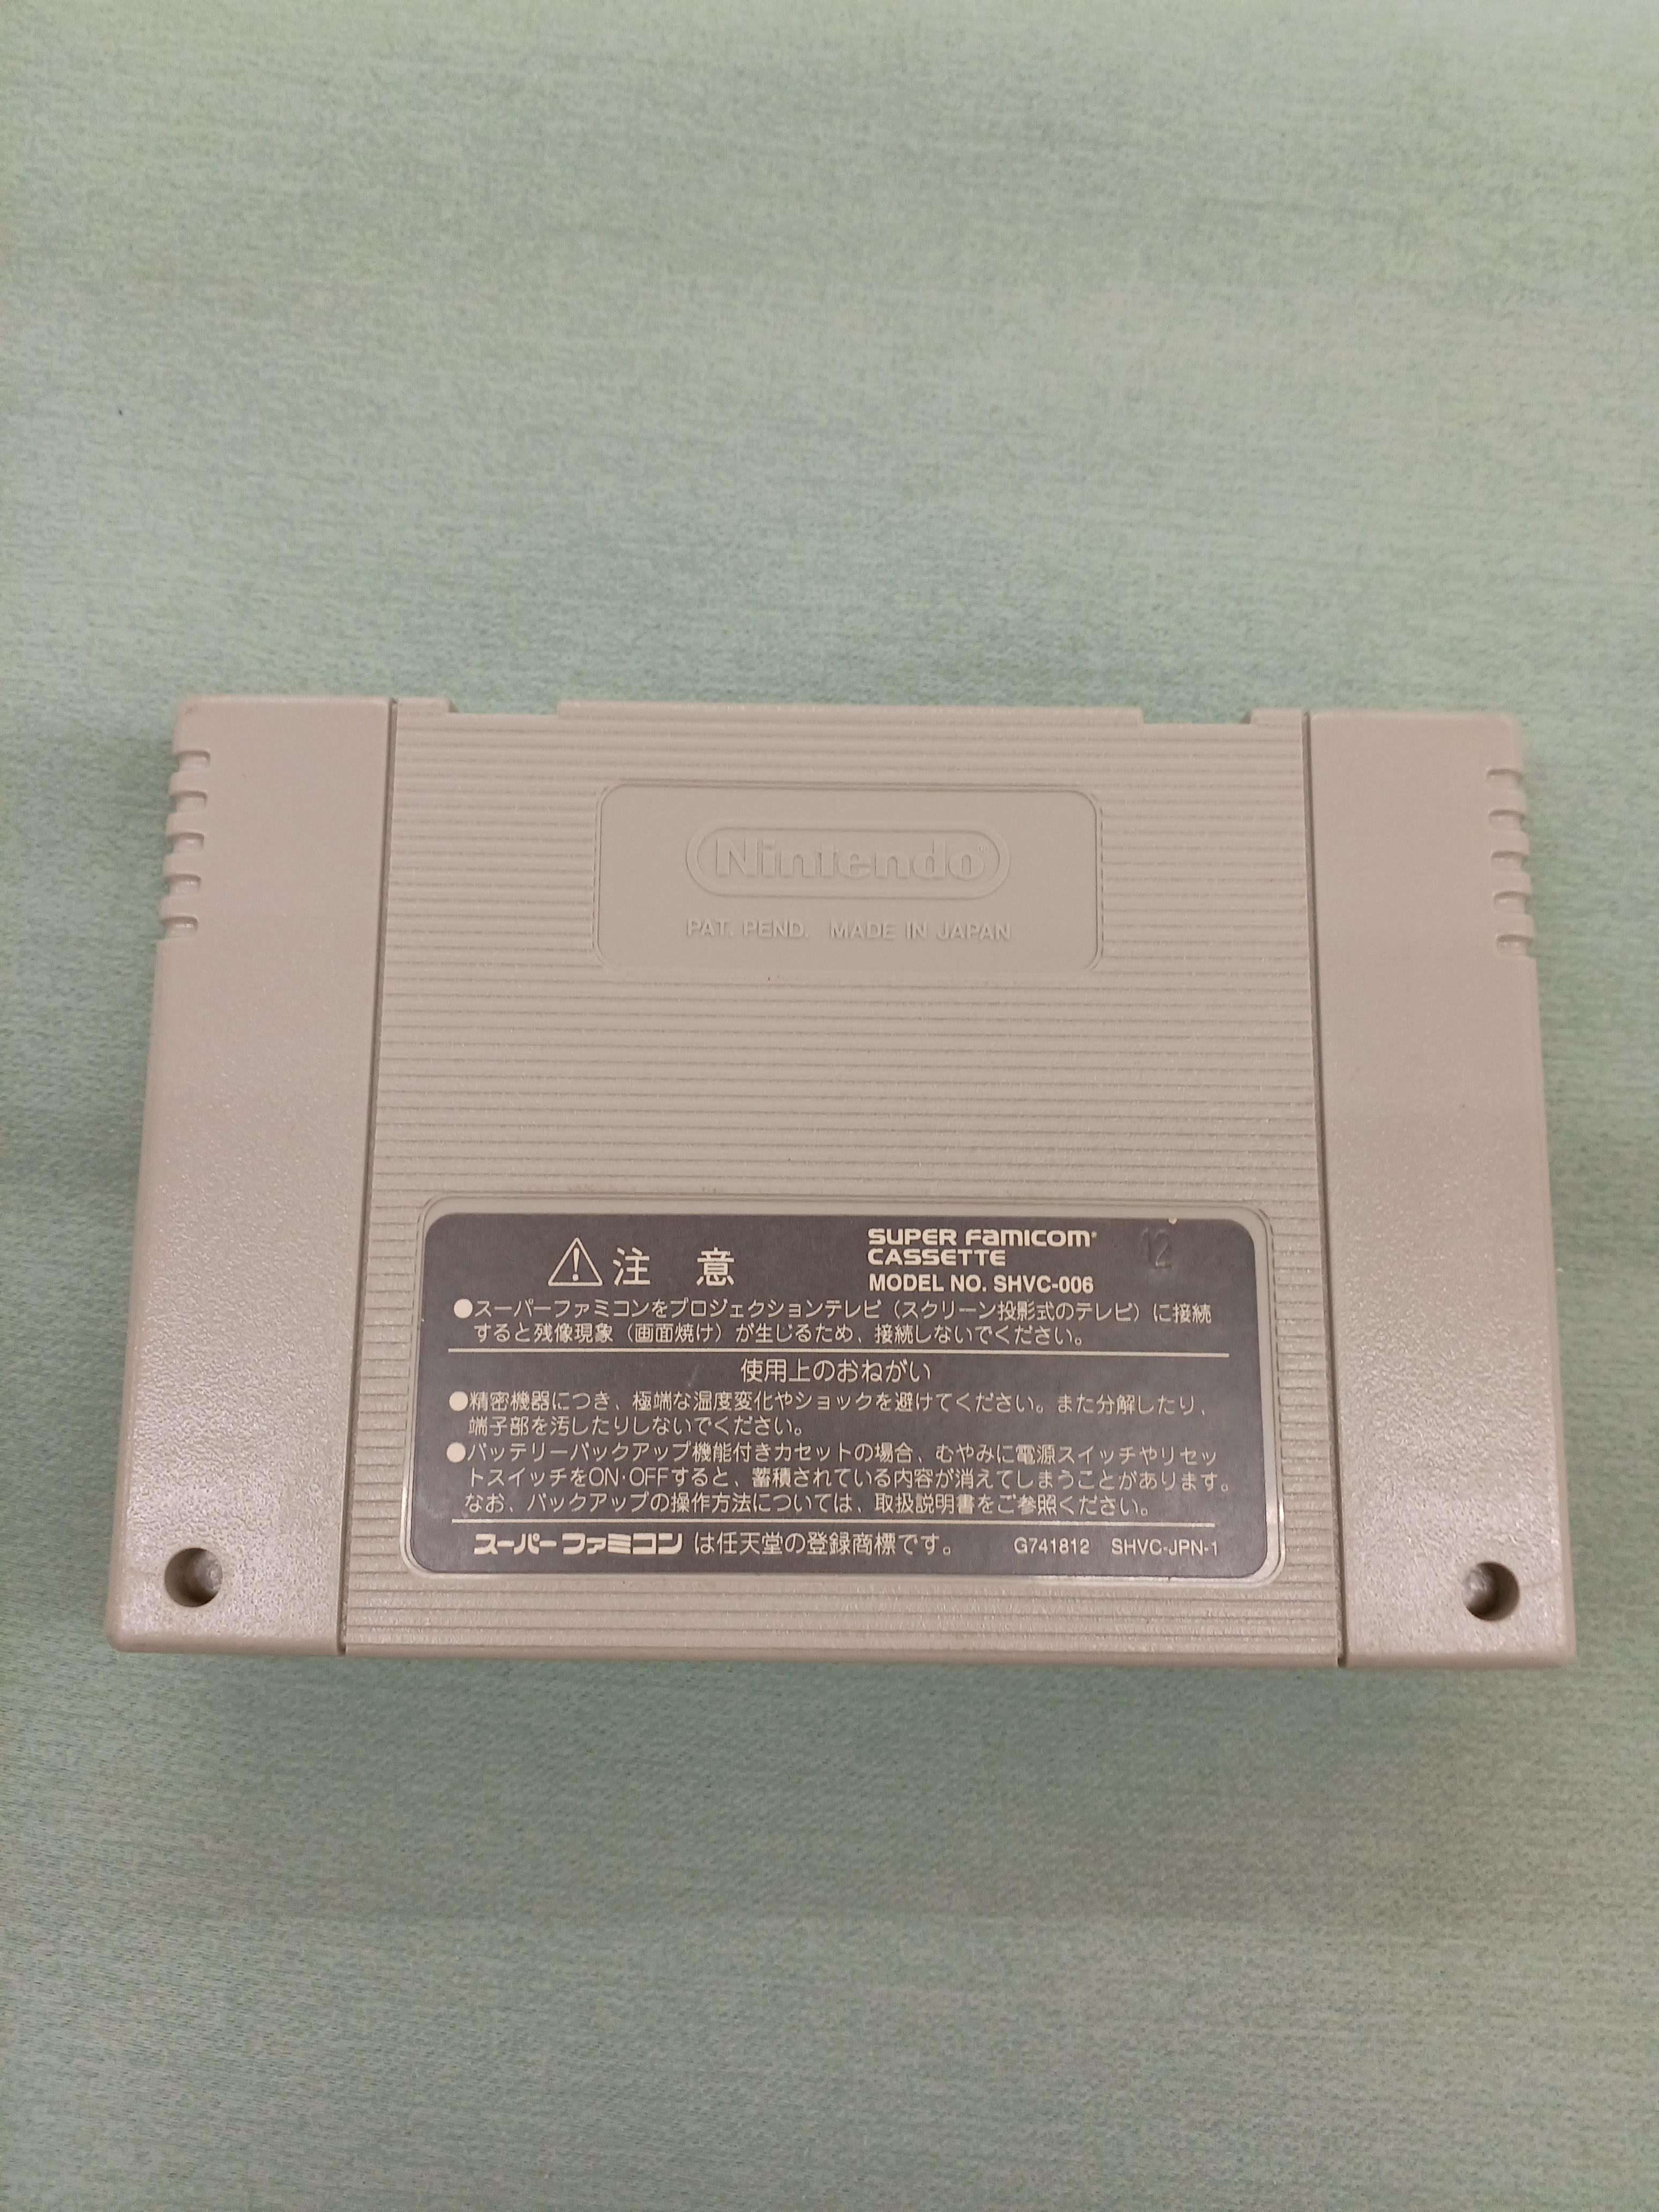 Nintendo®
PAT. PEND. MADE IN JAPAN
注 意
SUPER FAMICOM®
CASSETTE
MODEL NO. SHVC-006
12
●スーパーファミコンをプロジェクションテレビ(スクリーン投影式のテレビ)に接続
すると残像現象(画面焼け)が生じるため、接続しないでください。
使用上のおねがい
●精密機器につき、極端な温度変化やショックを避けてください。また分解したり、
端子部を汚したりしないでください。
●バッテリーバックアップ機能付きカセットの場合、むやみに電源スイッチやリセッ
トスイッチをON・OFFすると、蓄積されている内容が消えてしまうことがあります。
なお、バックアップの操作方法については、取扱説明書をご参照ください。
スーパーファミコン は任天堂の登録商標です。 G741812 SHVC-JPN-1